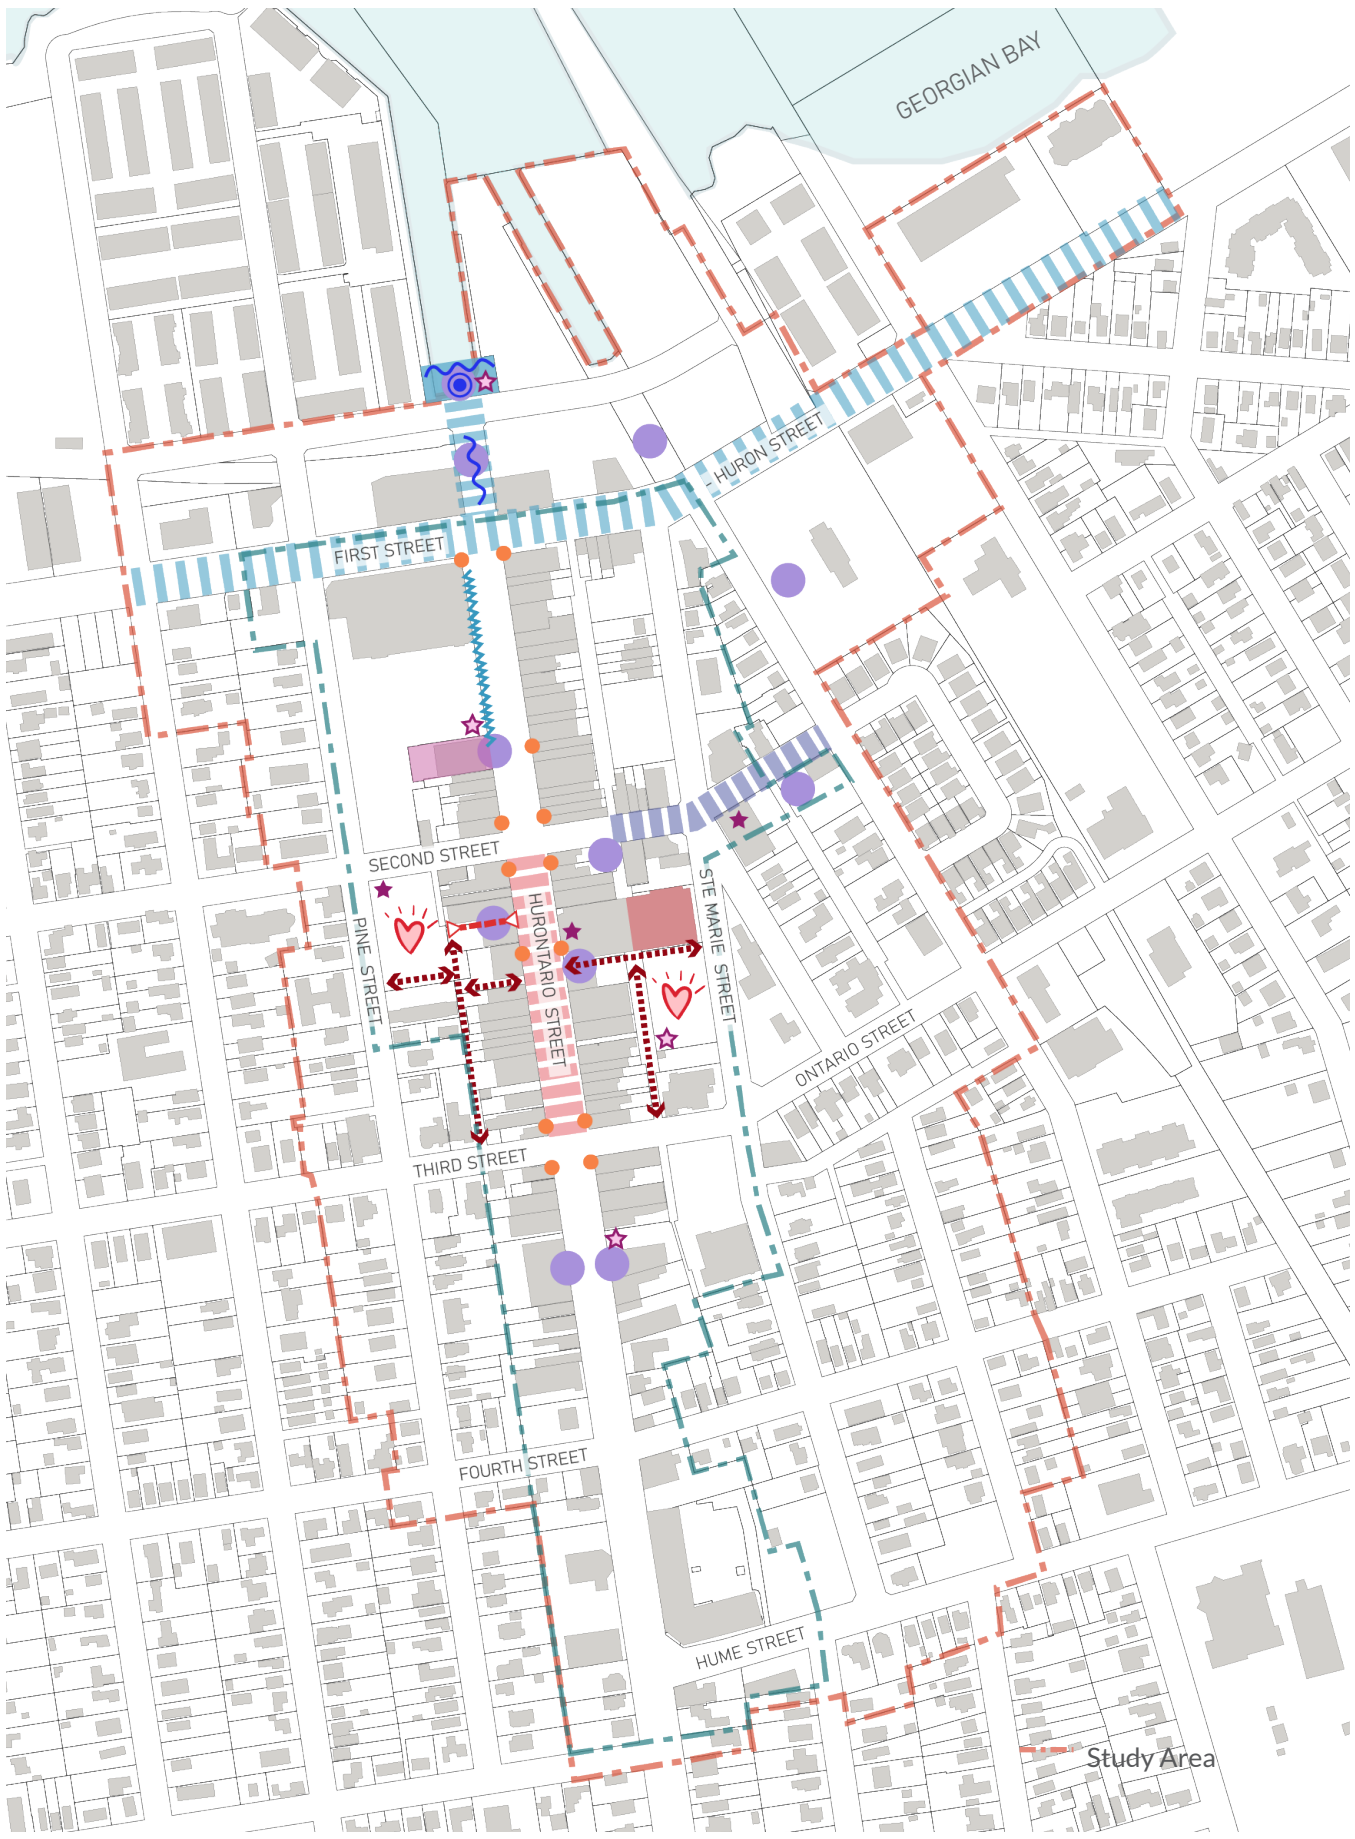 GEORGIAN BAY
HURON STREET
FIRST STREET
SECOND STREET
STE MARIE STREET
HURONTARIO STREET
PINE STREET
ONTARIO STREET
THIRD STREET
FOURTH STREET
HUME STREET
Study Area